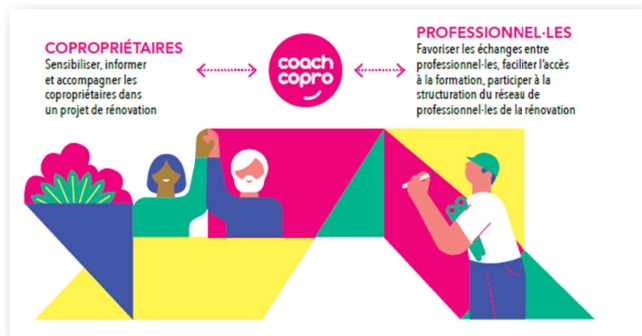 COPROPRIÉTAIRES
Sensibiliser, informer
et accompagner les
copropriétaires dans
un projet de rénovation
coach
copro
PROFESSIONNEL·LES
Favoriser les échanges entre
professionnel·les, faciliter l'accès
à la formation, participer à la
structuration du réseau de
professionnel·les de la rénovation